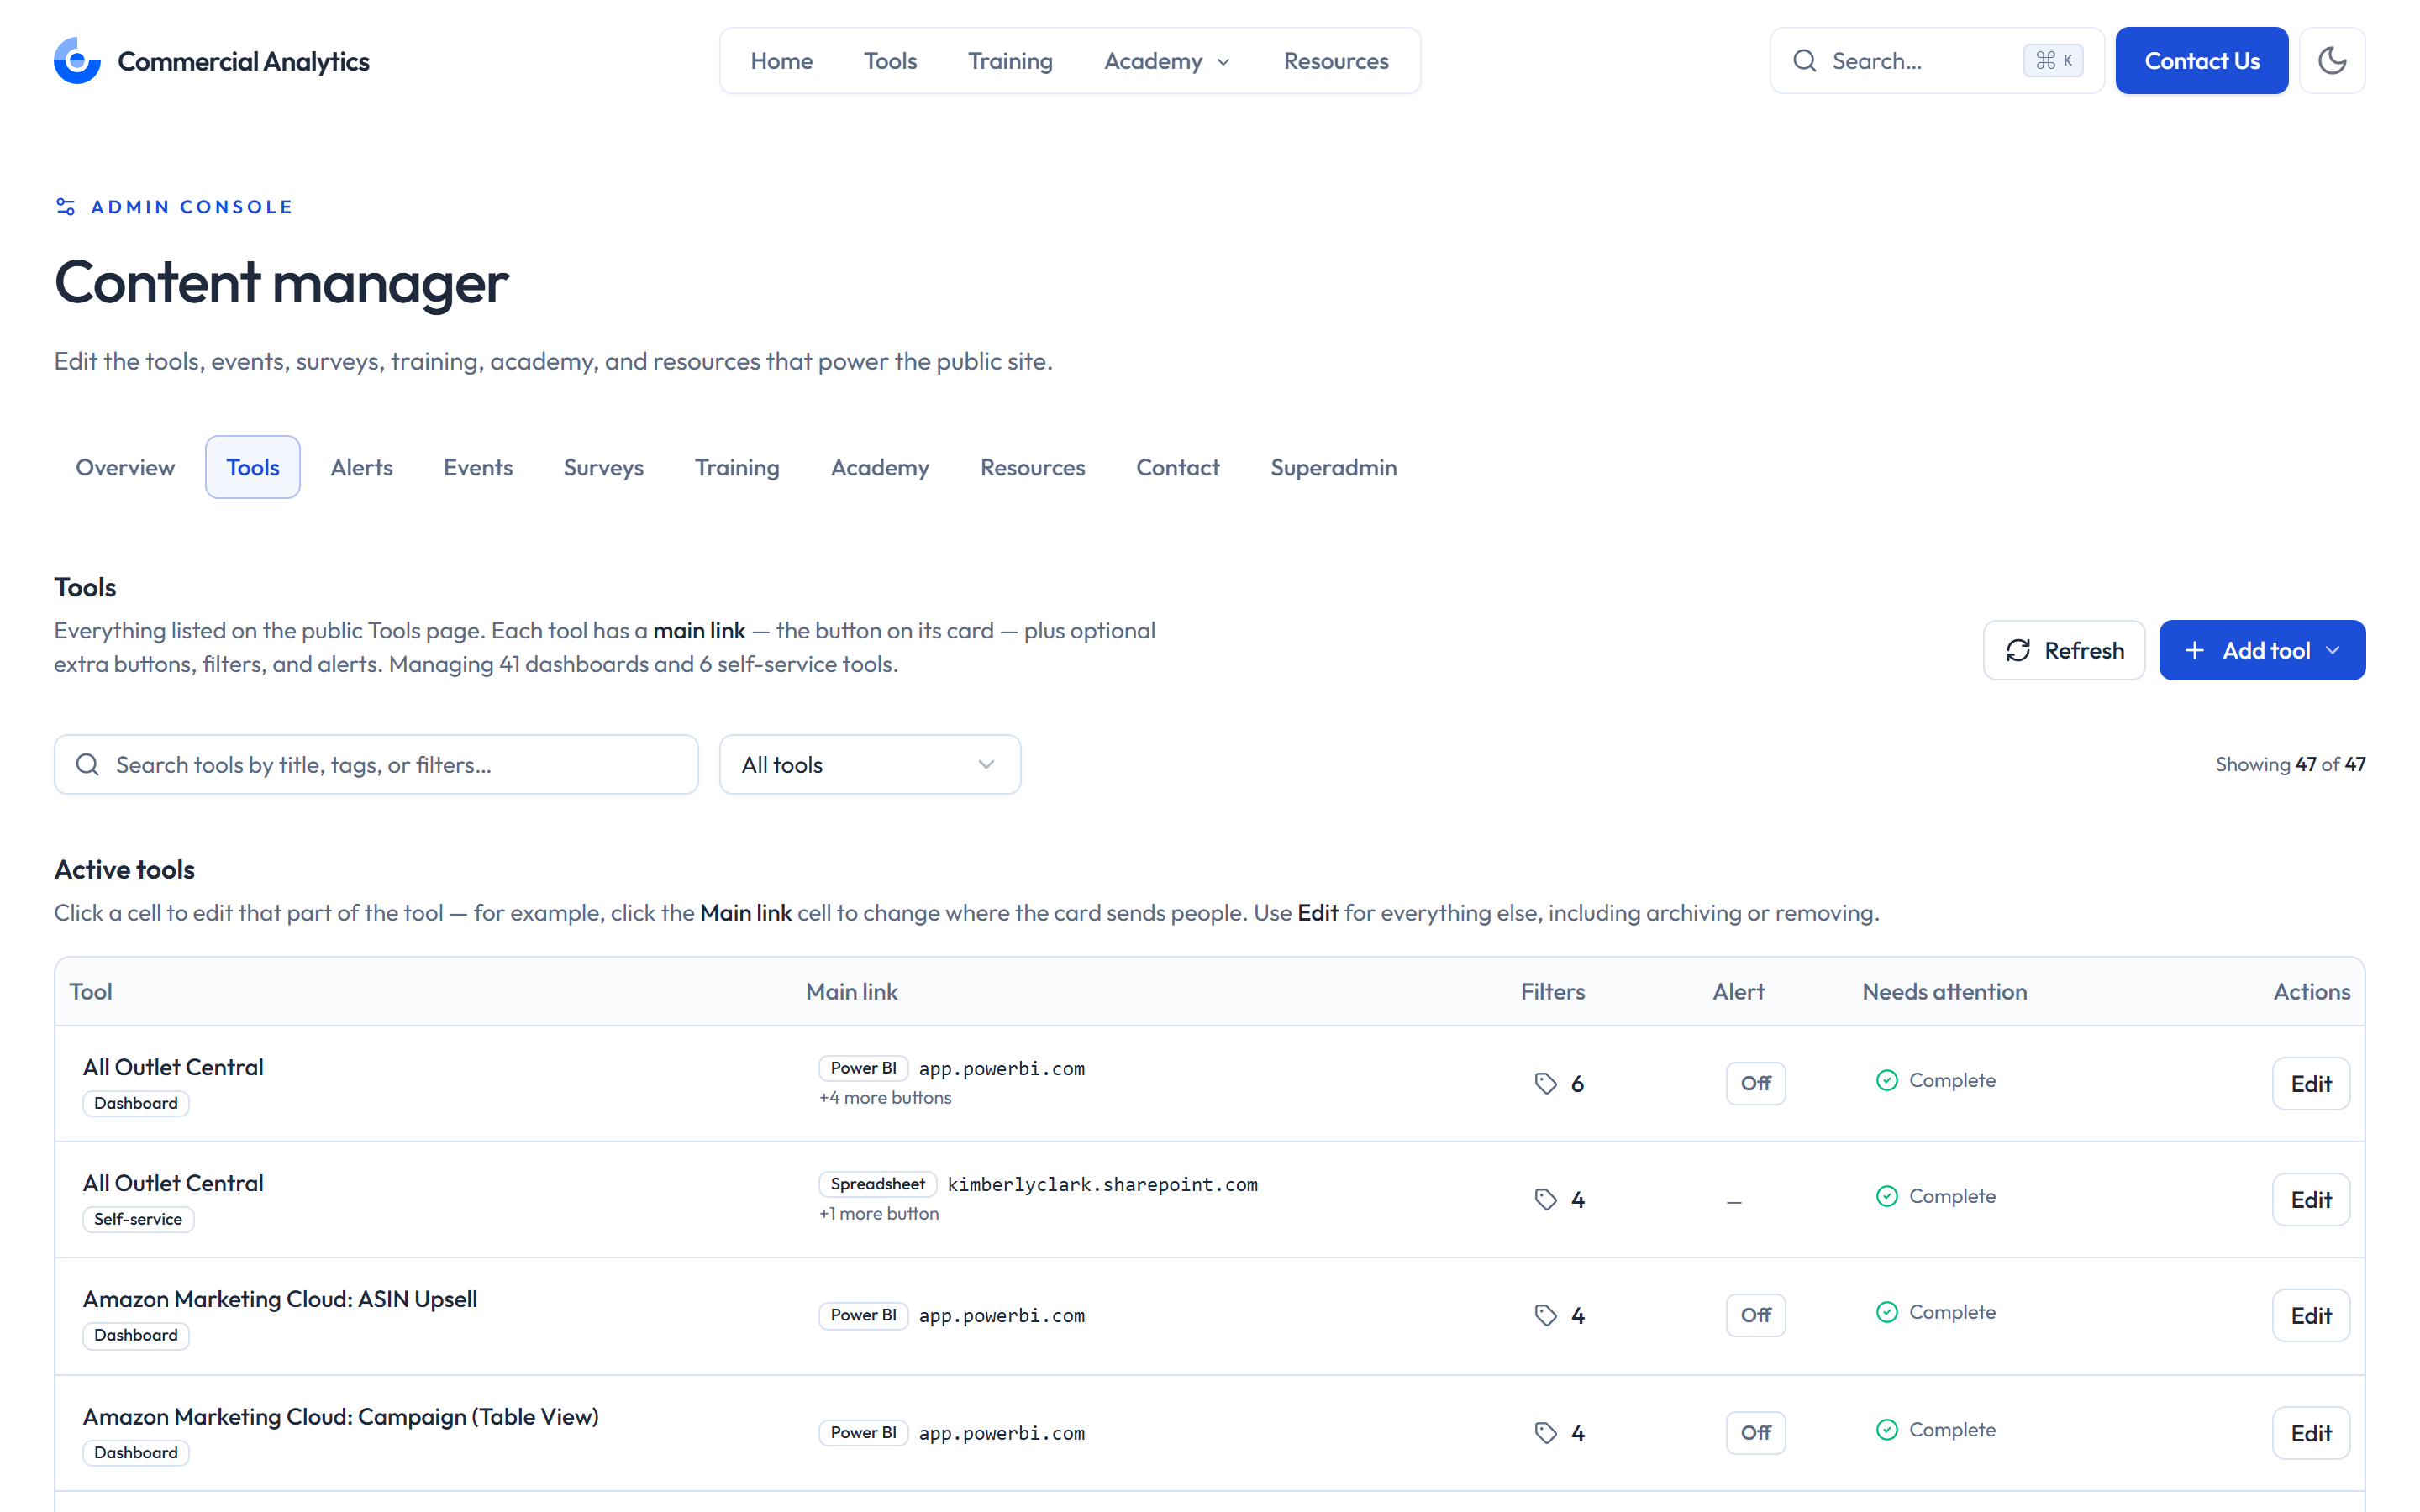 Commercial Analytics
Home Tools Training Academy Resources
Search... ⌘ K
Contact Us
ADMIN CONSOLE
Content manager
Edit the tools, events, surveys, training, academy, and resources that power the public site.
Overview Tools Alerts Events Surveys Training Academy Resources Contact Superadmin
Tools
Everything listed on the public Tools page. Each tool has a main link — the button on its card — plus optional
extra buttons, filters, and alerts. Managing 41 dashboards and 6 self-service tools.
Refresh
Add tool
Search tools by title, tags, or filters...
All tools
Showing 47 of 47
Active tools
Click a cell to edit that part of the tool — for example, click the Main link cell to change where the card sends people. Use Edit for everything else, including archiving or removing.
Tool Main link Filters Alert Needs attention Actions
All Outlet Central
Dashboard
Power BI app.powerbi.com
+4 more buttons
6
Off
Complete
Edit
All Outlet Central
Self-service
Spreadsheet kimberlyclark.sharepoint.com
+1 more button
4
—
Complete
Edit
Amazon Marketing Cloud: ASIN Upsell
Dashboard
Power BI app.powerbi.com
4
Off
Complete
Edit
Amazon Marketing Cloud: Campaign (Table View)
Dashboard
Power BI app.powerbi.com
4
Off
Complete
Edit